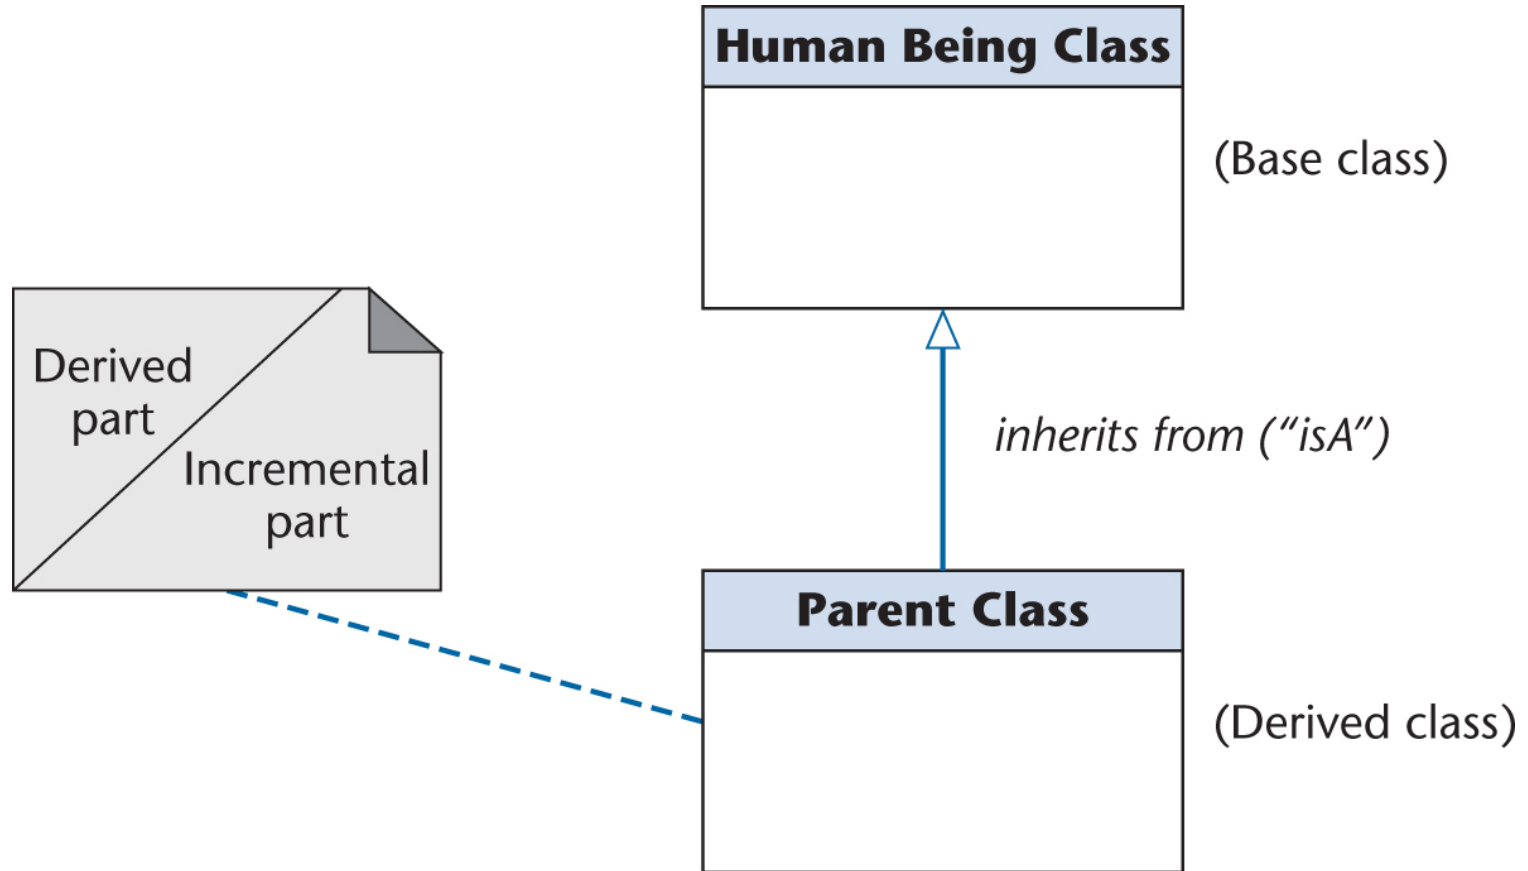 Human Being Class
(Base class)
Derived
part
Incremental
part
inherits from (“isA”)
Parent Class
(Derived class)